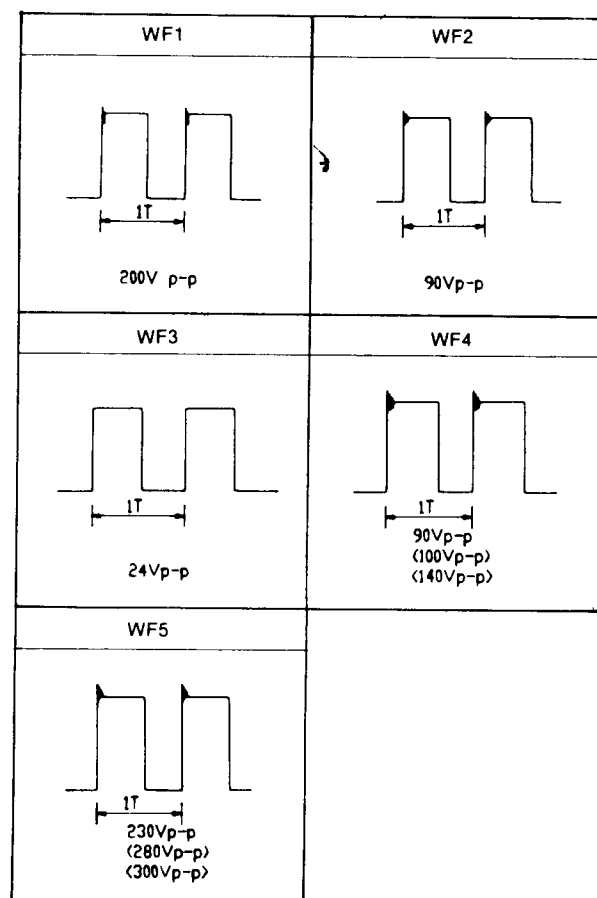 WF1
WF2
1T
200V p-p
1T
90Vp-p
WF3
WF4
1T
24Vp-p
1T
90Vp-p
(100Vp-p)
(140Vp-p)
WF5
1T
230Vp-p
(280Vp-p)
(300Vp-p)